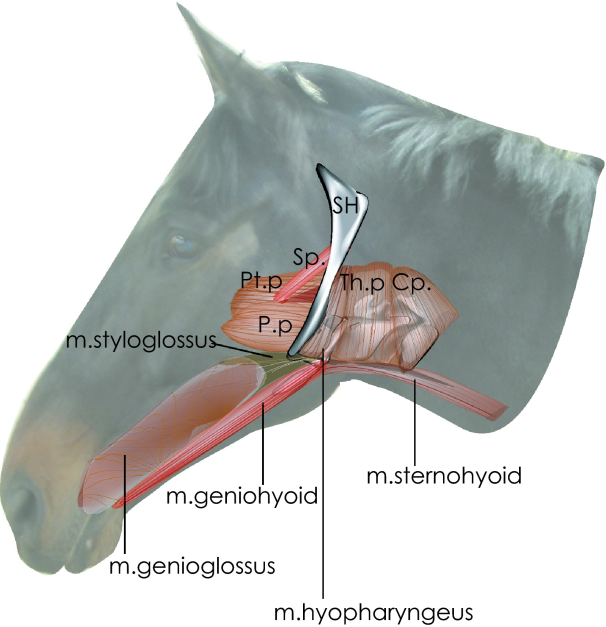 SH
Sp.
Pt.p
Th.p Cp.
P.p
m.styloglossus
m.sternohyoid
m.geniohyoid
m.genioglossus
m.hyopharyngeus